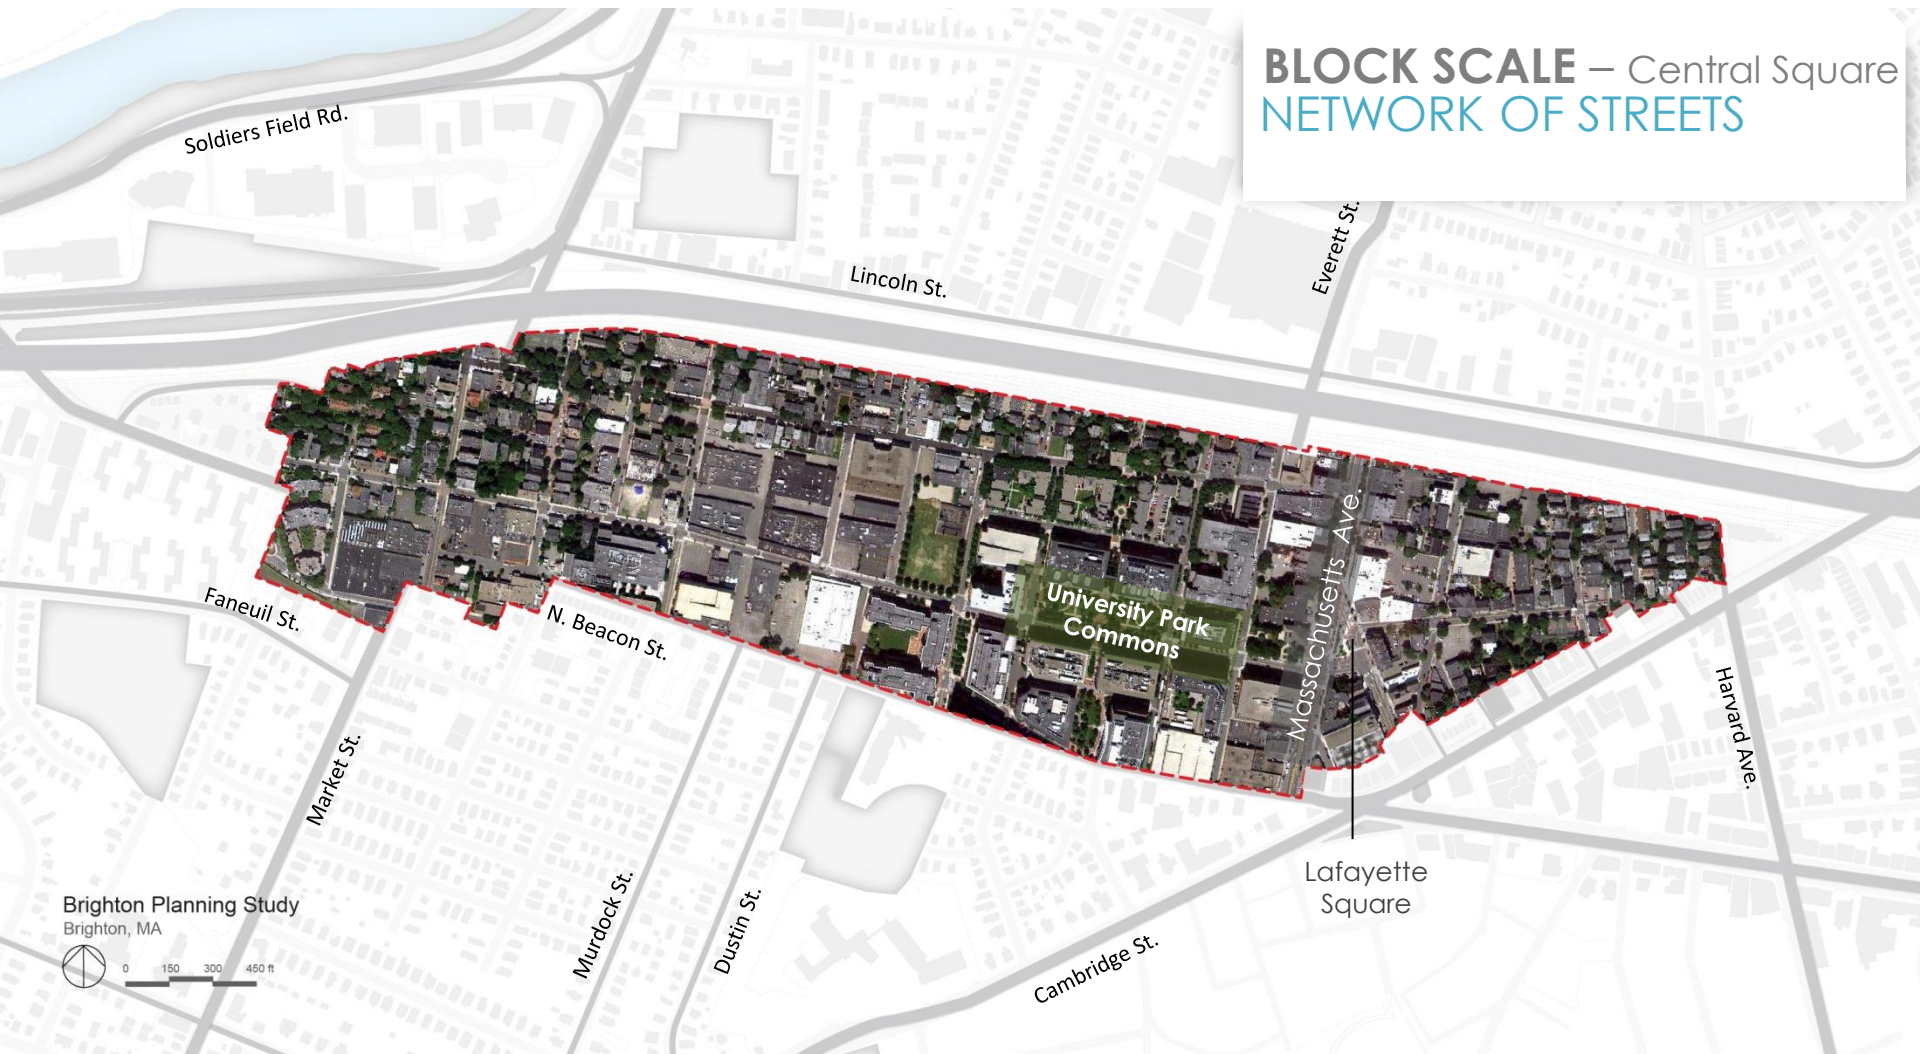 BLOCK SCALE – Central Square
NETWORK OF STREETS
Soldiers Field Rd.
Everett St.
Lincoln St.
Massachusetts Ave.
University Park
Commons
Faneuil St.
N. Beacon St.
Harvard Ave.
Market St.
Lafayette
Square
Murdock St.
Dustin St.
Cambridge St.
Brighton Planning Study
Brighton, MA
0 150 300 450 ft